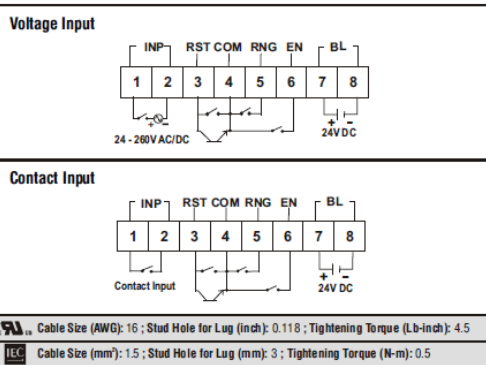 Voltage Input
INP RST COM RNG EN BL
1 2 3 4 5 6 7 8
+ - + -
24 - 260V AC/DC 24V DC
Contact Input
INP RST COM RNG EN BL
1 2 3 4 5 6 7 8
+ -
Contact Input 24V DC
Cable Size (AWG): 16 ; Stud Hole for Lug (inch): 0.118 ; Tightening Torque (Lb-inch): 4.5
IEC Cable Size (mm²): 1.5 ; Stud Hole for Lug (mm): 3 ; Tightening Torque (N-m): 0.5